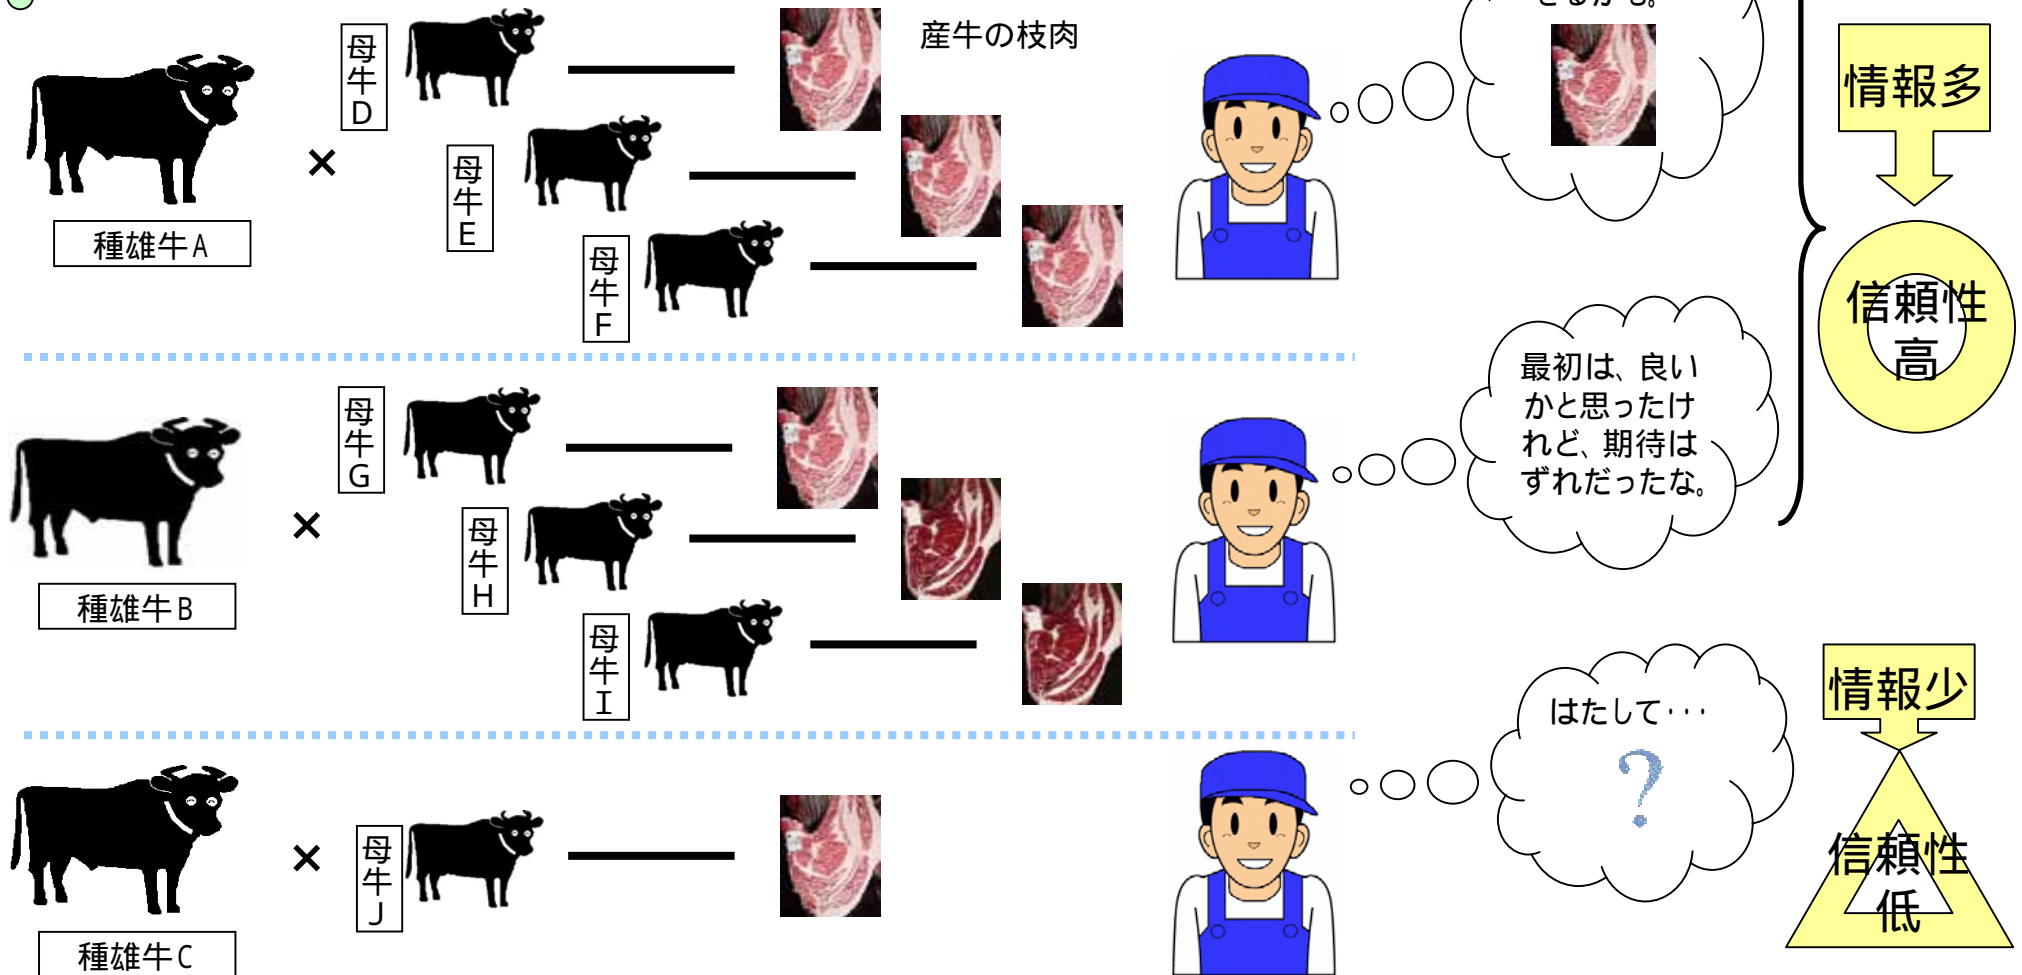 産牛の枝肉
母牛D
母牛E
母牛F
×
種雄牛A
情報多
信頼性
高
母牛G
母牛H
母牛I
×
種雄牛B
最初は、良い
かと思ったけ
れど、期待は
ずれだったな。
母牛J
×
種雄牛C
はたして・・・
?
情報少
信頼性
低